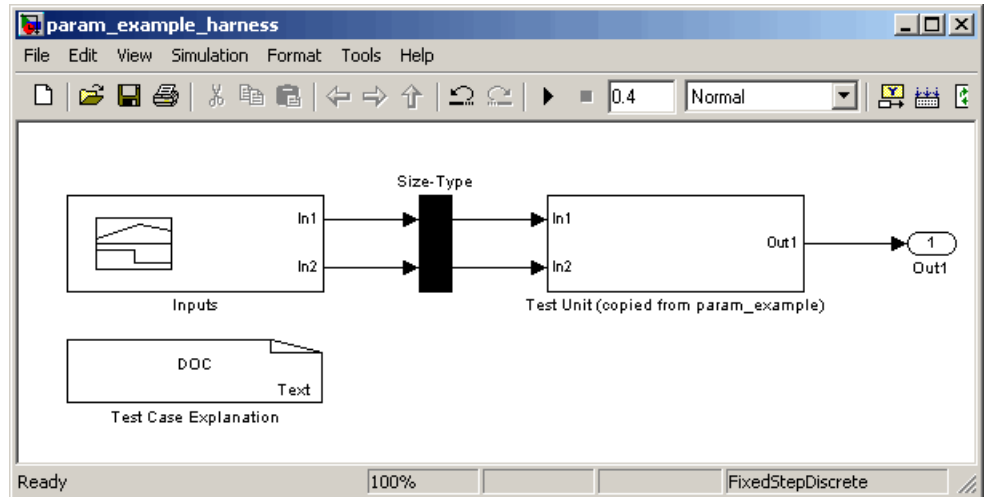 param_example_harness
File Edit View Simulation Format Tools Help
0.4 Normal
Size-Type
In1 In1
Out1 1
In2 In2 Out1
Inputs Test Unit (copied from param_example)
DOC
Text
Test Case Explanation
Ready 100% FixedStepDiscrete